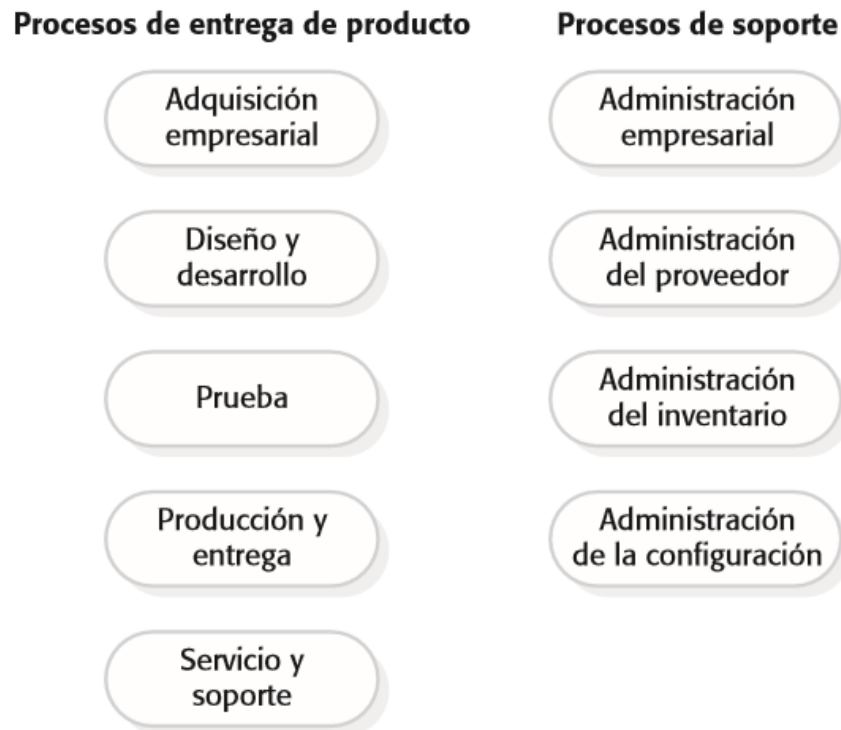 Procesos de entrega de producto
Adquisición
empresarial
Diseño y
desarrollo
Prueba
Producción y
entrega
Servicio y
soporte
Procesos de soporte
Administración
empresarial
Administración
del proveedor
Administración
del inventario
Administración
de la configuración